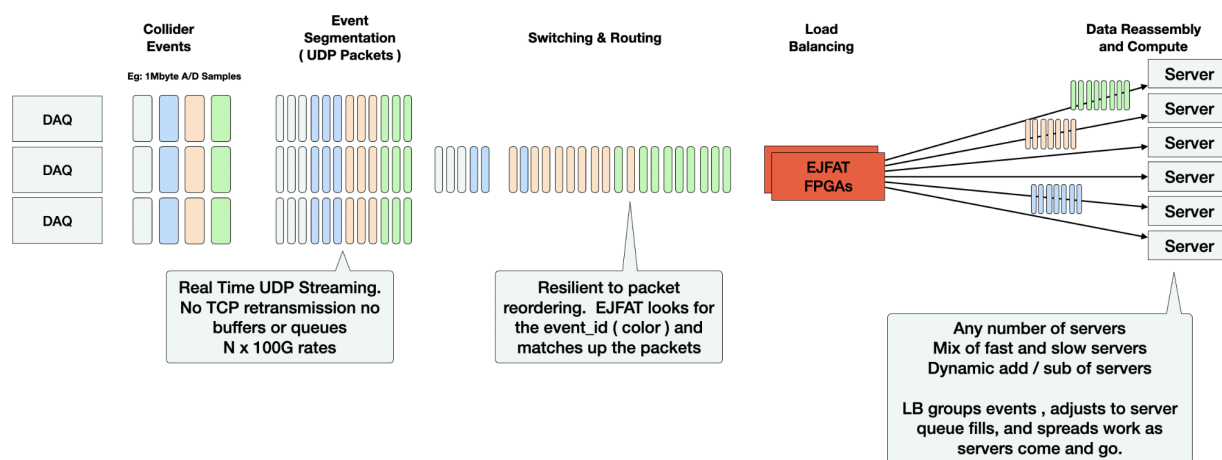 Collider
Events
Event
Segmentation
( UDP Packets )
Switching & Routing
Load
Balancing
Data Reassembly
and Compute
Eg: 1Mbyte A/D Samples
DAQ
DAQ
DAQ
EJFAT
FPGAs
Server
Server
Server
Server
Server
Server
Real Time UDP Streaming.
No TCP retransmission no
buffers or queues
N x 100G rates
Resilient to packet
reordering. EJFAT looks for
the event_id ( color ) and
matches up the packets
Any number of servers
Mix of fast and slow servers
Dynamic add / sub of servers
LB groups events , adjusts to server
queue fills, and spreads work as
servers come and go.